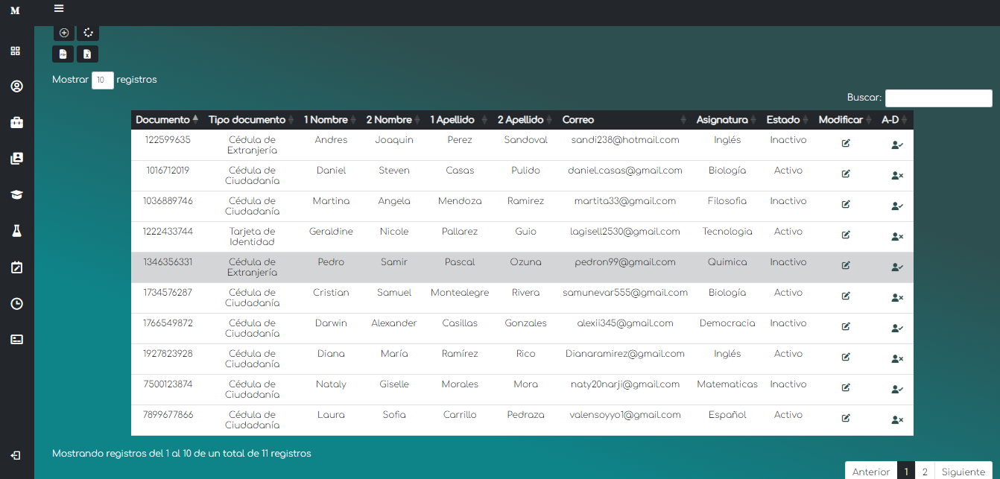 M
Mostrar 10 registros
Buscar:
Documento Tipo documento 1 Nombre 2 Nombre 1 Apellido 2 Apellido Correo Asignatura Estado Modificar A-D
122599635 Cédula de Extranjería Andres Joaquin Perez Sandoval sandi238@hotmail.com Inglés Inactivo
1016712019 Cédula de Ciudadanía Daniel Steven Casas Pulido daniel.casas@gmail.com Biología Activo
1036889746 Cédula de Ciudadanía Martina Angela Mendoza Ramirez martita33@gmail.com Filosofia Inactivo
1222433744 Tarjeta de Identidad Geraldine Nicole Pallarez Guio lagisell2530@gmail.com Tecnologia Activo
1346356331 Cédula de Extranjería Pedro Samir Pascal Ozuna pedron99@gmail.com Quimica Inactivo
1734576287 Cédula de Ciudadanía Cristian Samuel Montealegre Rivera samunevar555@gmail.com Biología Activo
1766549872 Cédula de Ciudadanía Darwin Alexander Casillas Gonzales alexii345@gmail.com Democracia Inactivo
1927823928 Cédula de Ciudadanía Diana María Ramírez Rico Dianaramirez@gmail.com Inglés Activo
7500123874 Cédula de Ciudadanía Nataly Giselle Morales Mora naty20narji@gmail.com Matematicas Inactivo
7899677866 Cédula de Ciudadanía Laura Sofia Carrillo Pedraza valensoyyo1@gmail.com Español Activo
Mostrando registros del 1 al 10 de un total de 11 registros
Anterior 1 2 Siguiente